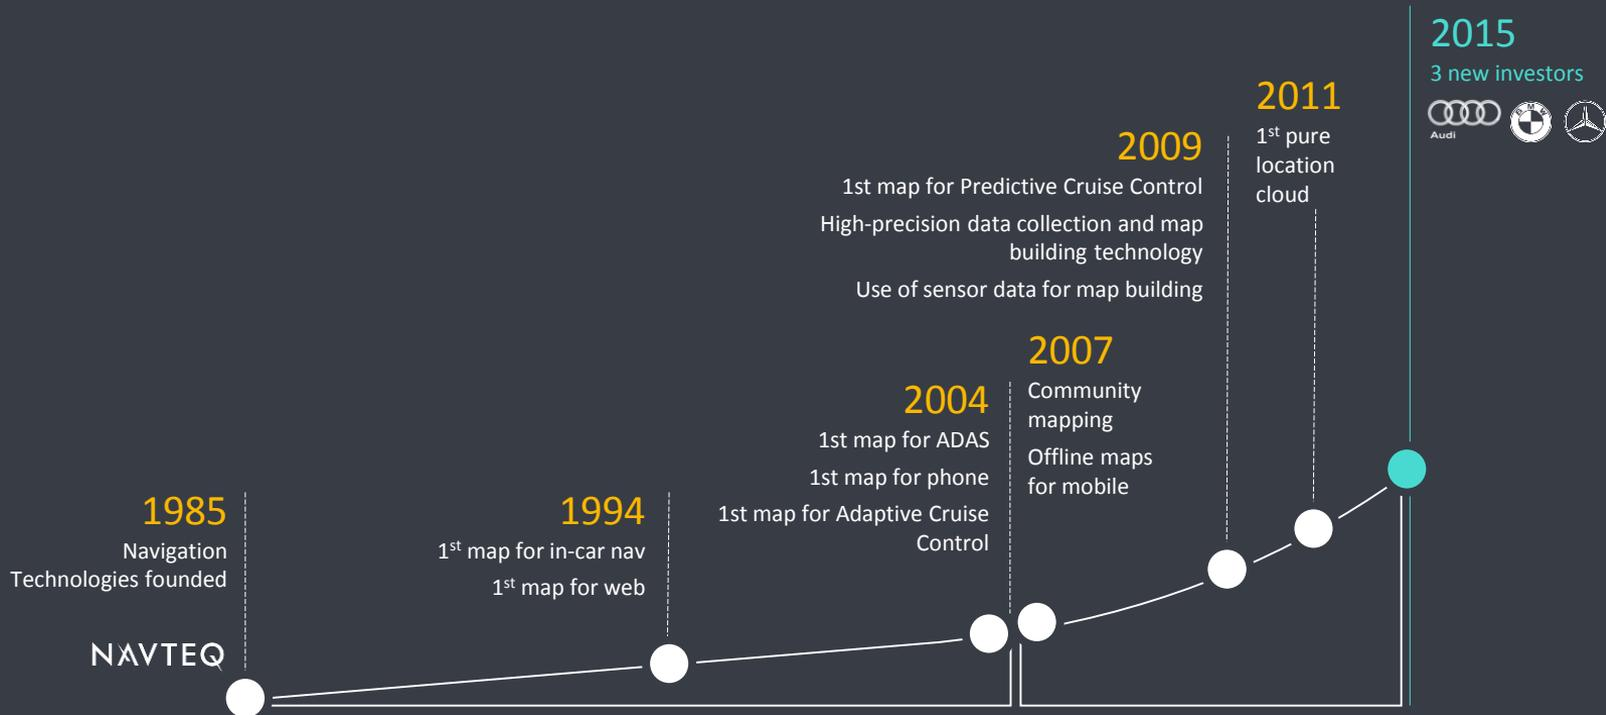 1985
Navigation
Technologies founded
NAVTEQ
1994
1st map for in-car nav
1st map for web
2004
1st map for ADAS
1st map for phone
1st map for Adaptive Cruise
Control
2007
Community
mapping
Offline maps
for mobile
2009
1st map for Predictive Cruise Control
High-precision data collection and map
building technology
Use of sensor data for map building
2011
1st pure
location
cloud
2015
3 new investors
Audi
BMW